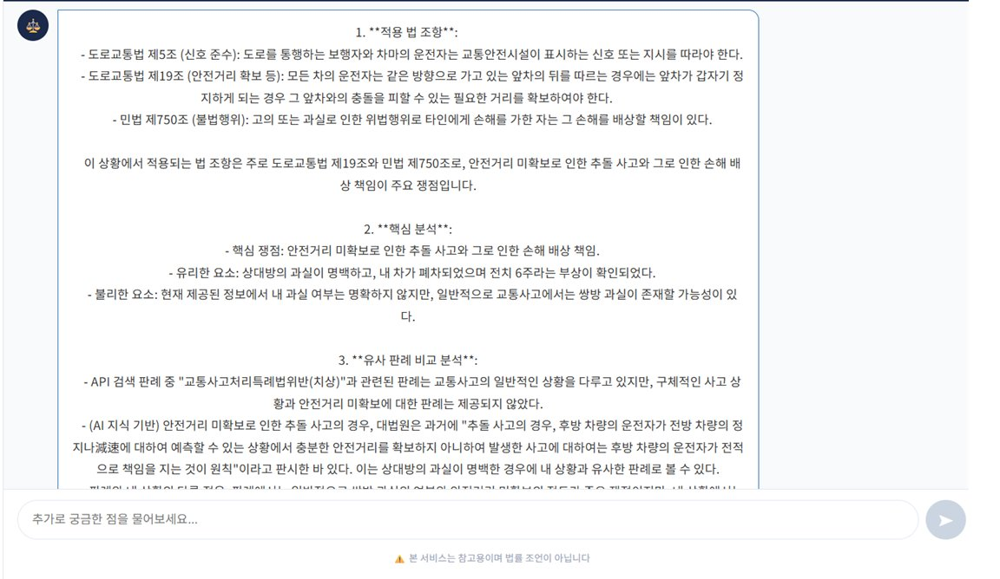 1. **적용 법 조항**:
- 도로교통법 제5조 (신호 준수): 도로를 통행하는 보행자와 차마의 운전자는 교통안전시설이 표시하는 신호 또는 지시를 따라야 한다.
- 도로교통법 제19조 (안전거리 확보 등): 모든 차의 운전자는 같은 방향으로 가고 있는 앞차의 뒤를 따르는 경우에는 앞차가 갑자기 정
지하게 되는 경우 그 앞차와의 충돌을 피할 수 있는 필요한 거리를 확보하여야 한다.
- 민법 제750조 (불법행위): 고의 또는 과실로 인한 위법행위로 타인에게 손해를 가한 자는 그 손해를 배상할 책임이 있다.
이 상황에서 적용되는 법 조항은 주로 도로교통법 제19조와 민법 제750조로, 안전거리 미확보로 인한 추돌 사고와 그로 인한 손해 배
상 책임이 주요 쟁점입니다.
2. **핵심 분석**:
- 핵심 쟁점: 안전거리 미확보로 인한 추돌 사고와 그로 인한 손해 배상 책임.
- 유리한 요소: 상대방의 과실이 명백하고, 내 차가 폐차되었으며 전치 6주라는 부상이 확인되었다.
- 불리한 요소: 현재 제공된 정보에서 내 과실 여부는 명확하지 않지만, 일반적으로 교통사고에서는 쌍방 과실이 존재할 가능성이 있
다.
3. **유사 판례 비교 분석**:
- API 검색 판례 중 "교통사고처리특례법위반(치상)"과 관련된 판례는 교통사고의 일반적인 상황을 다루고 있지만, 구체적인 사고 상
황과 안전거리 미확보에 대한 판례는 제공되지 않았다.
- (AI 지식 기반) 안전거리 미확보로 인한 추돌 사고의 경우, 대법원은 과거에 "추돌 사고의 경우, 후방 차량의 운전자가 전방 차량의 정
지나減速에 대하여 예측할 수 있는 상황에서 충분한 안전거리를 확보하지 아니하여 발생한 사고에 대하여는 후방 차량의 운전자가 전적
으로 책임을 지는 것이 원칙"이라고 판시한 바 있다. 이는 상대방의 과실이 명백한 경우에 내 상황과 유사한 판례로 볼 수 있다.
추가로 궁금한 점을 물어보세요...
본 서비스는 참고용이며 법률 조언이 아닙니다